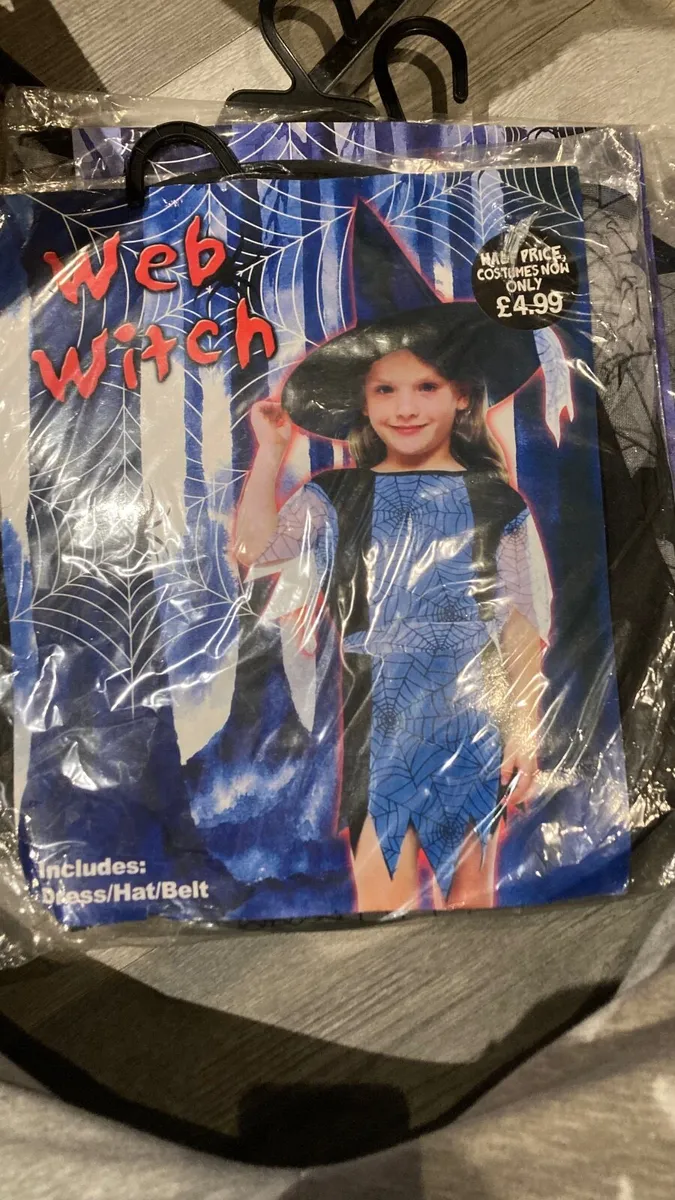 Web
Witch
HALF PRICE,
COSTUMES NOW
ONLY
£4.99
Includes:
Dress/Hat/Belt